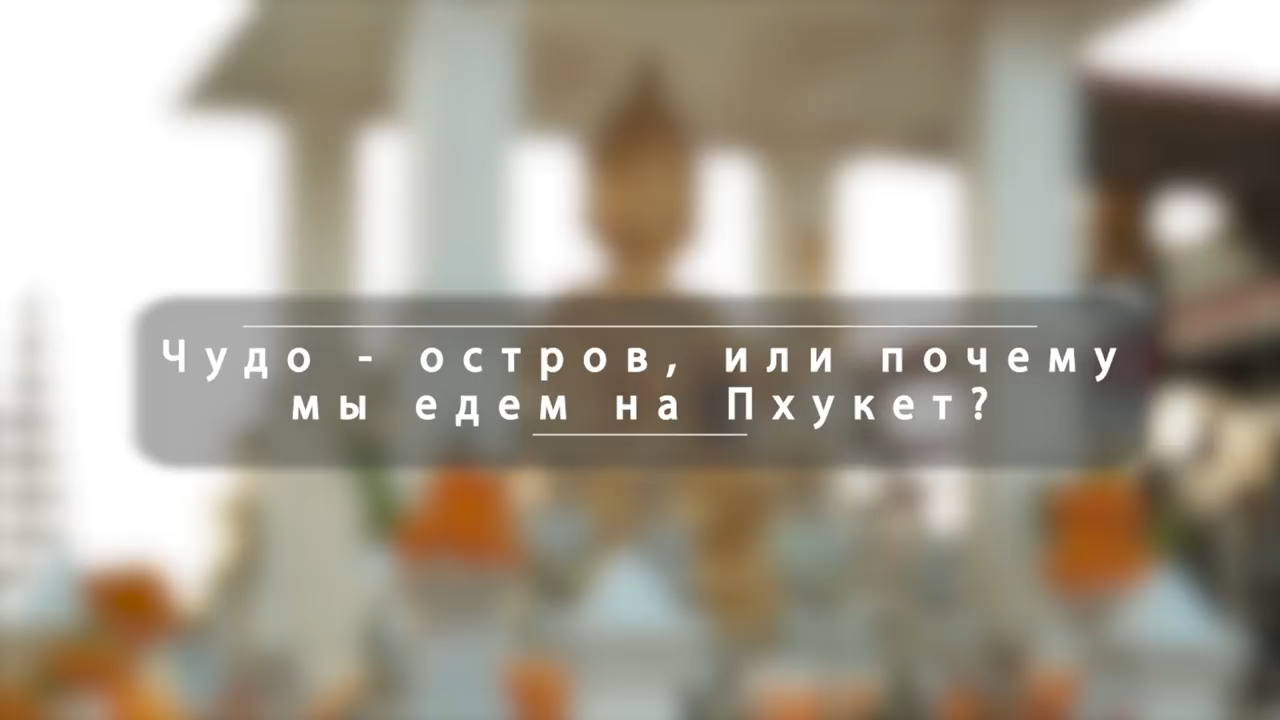 Чудо - остров, или почему
мы едем на Пхукет?